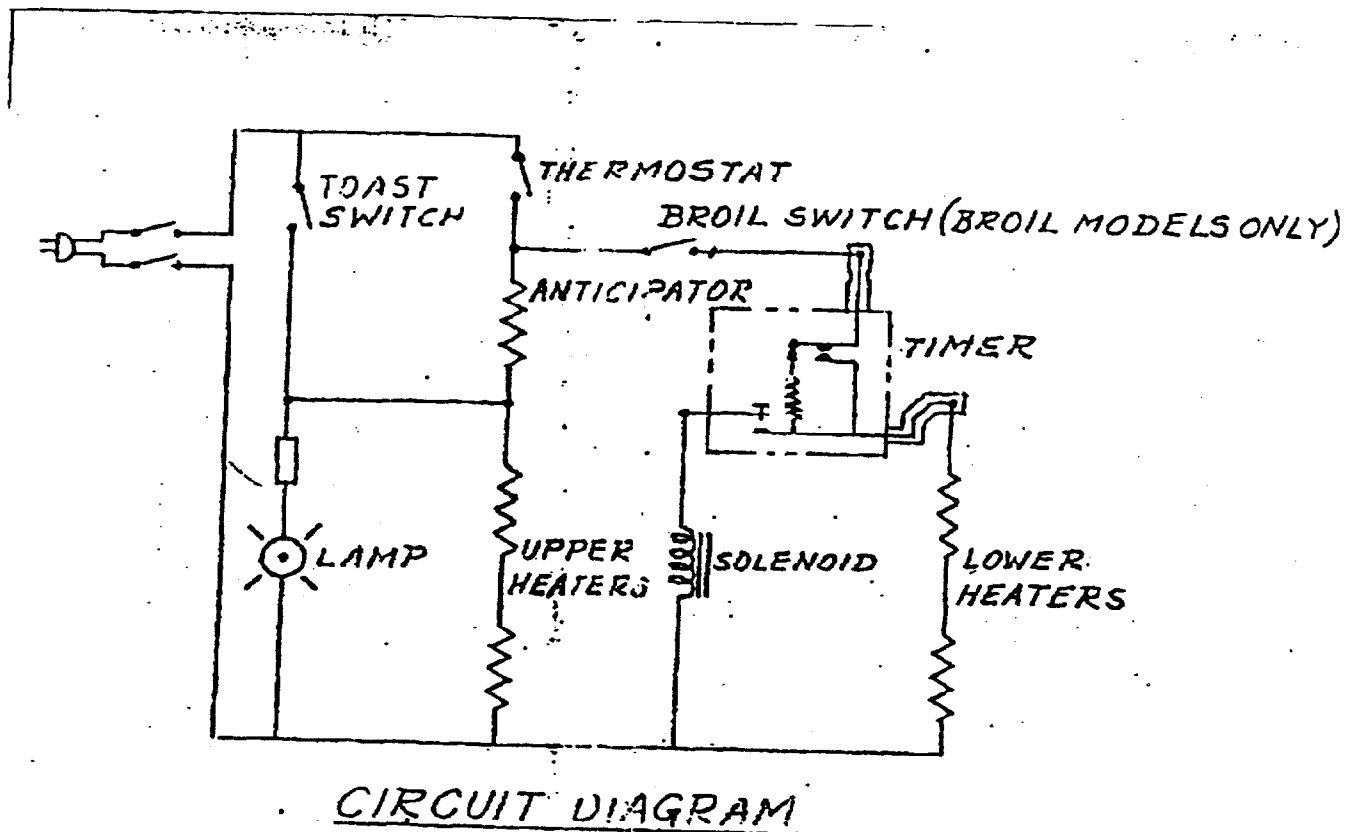 TOAST
SWITCH
THERMOSTAT
BROIL SWITCH (BROIL MODELS ONLY)
ANTICIPATOR
TIMER
LAMP
UPPER
HEATERS
SOLENOID
LOWER
HEATERS
CIRCUIT DIAGRAM